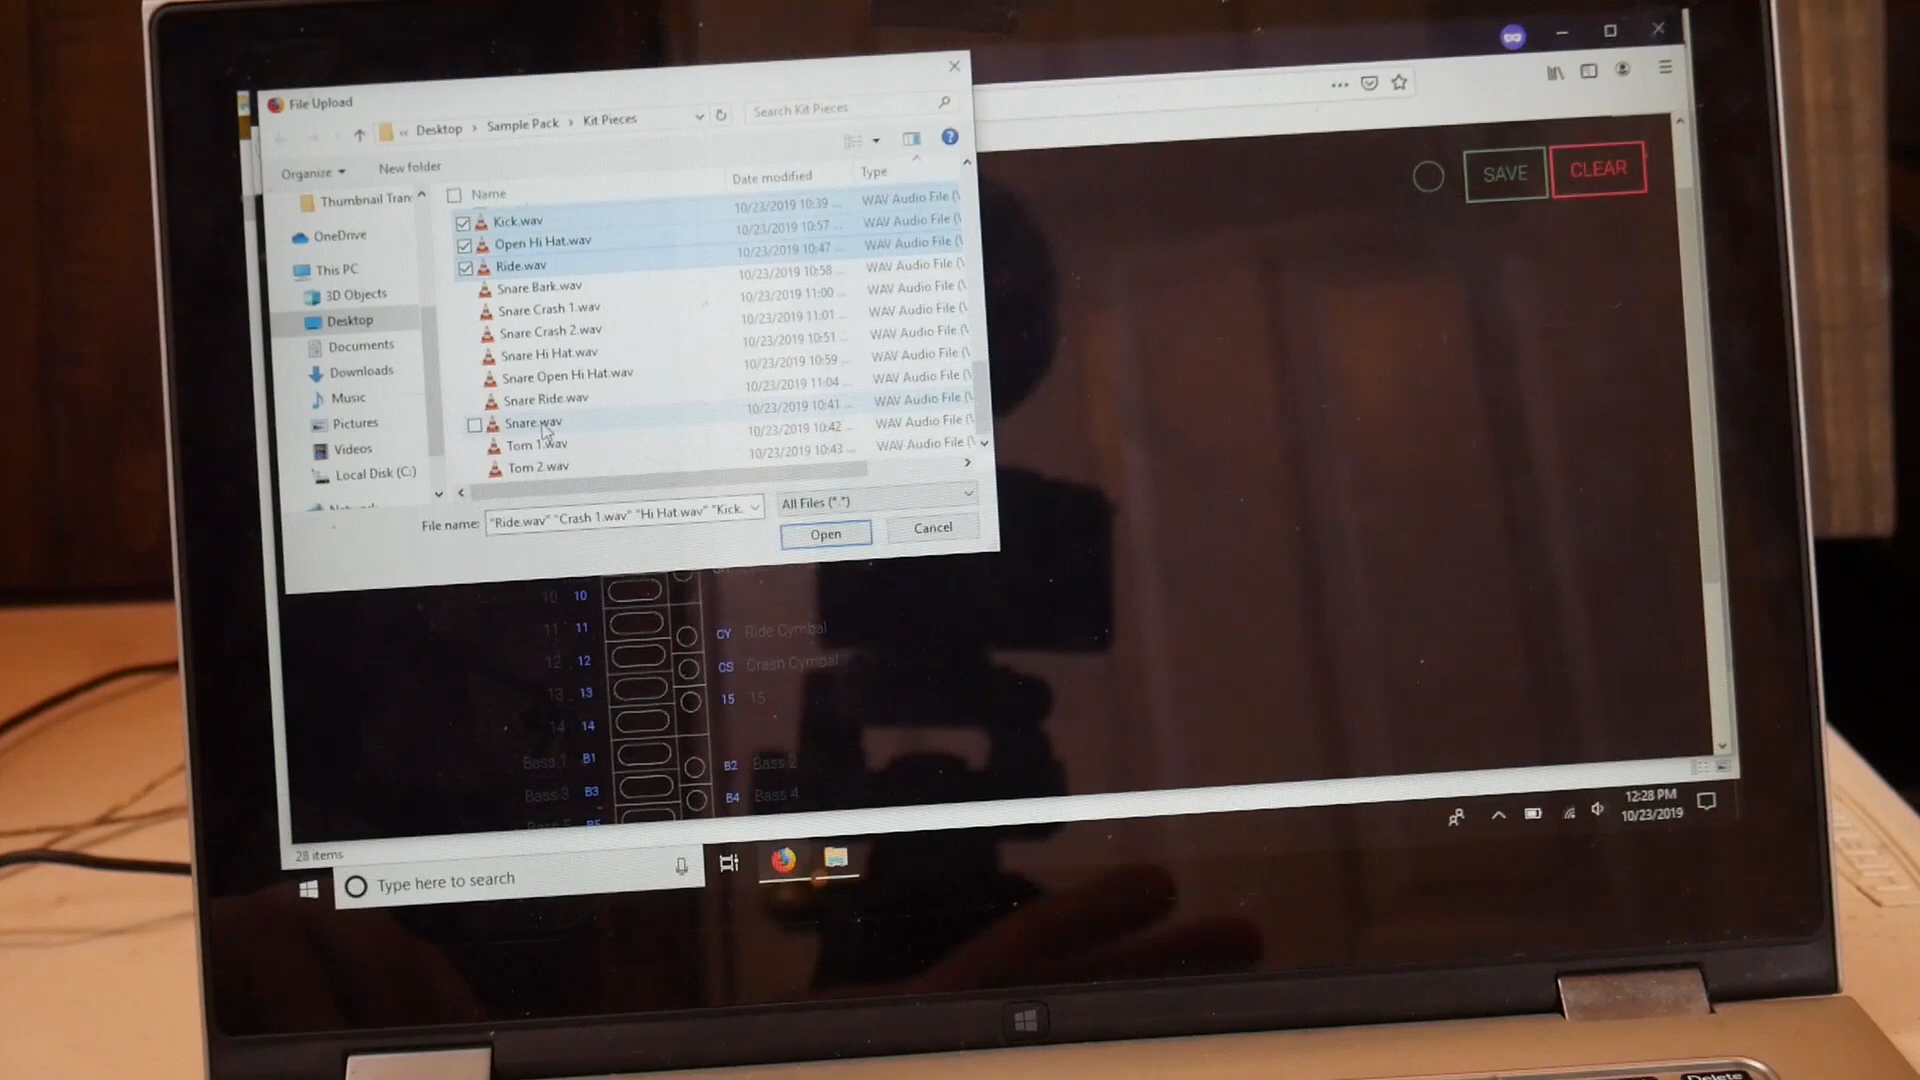 File Upload
Desktop > Sample Pack > Kit Pieces
Search Kit Pieces
Organize
New folder
Name
Date modified
Type
Thumbnail Tran
OneDrive
This PC
3D Objects
Desktop
Documents
Downloads
Music
Pictures
Videos
Local Disk (C:)
10/23/2019 10:39 ... WAV Audio File (
Kick.wav 10/23/2019 10:57 ... WAV Audio File (
Open Hi Hat.wav 10/23/2019 10:47 ... WAV Audio File (
Ride.wav 10/23/2019 10:58 ... WAV Audio File (
Snare Bark.wav 10/23/2019 11:00 ... WAV Audio File (
Snare Crash 1.wav 10/23/2019 11:01 ... WAV Audio File (
Snare Crash 2.wav 10/23/2019 10:51 ... WAV Audio File (
Snare Hi Hat.wav 10/23/2019 10:59 ... WAV Audio File (
Snare Open Hi Hat.wav 10/23/2019 11:04 ... WAV Audio File (
Snare Ride.wav 10/23/2019 10:41 ... WAV Audio File (
Snare.wav 10/23/2019 10:42 ... WAV Audio File (
Tom 1.wav 10/23/2019 10:43 ... WAV Audio File (
Tom 2.wav
File name: "Ride.wav" "Crash 1.wav" "Hi Hat.wav" "Kick.
All Files (*.*)
Open
Cancel
SAVE
CLEAR
10 10
11 11 CY Ride Cymbal
12 12 CS Crash Cymbal
13 13 15 15
14 14
Bass 1 B1 B2 Bass 2
Bass 3 B3 B4 Bass 4
Bass 5 B5
28 items
Type here to search
12:28 PM
10/23/2019
Delete